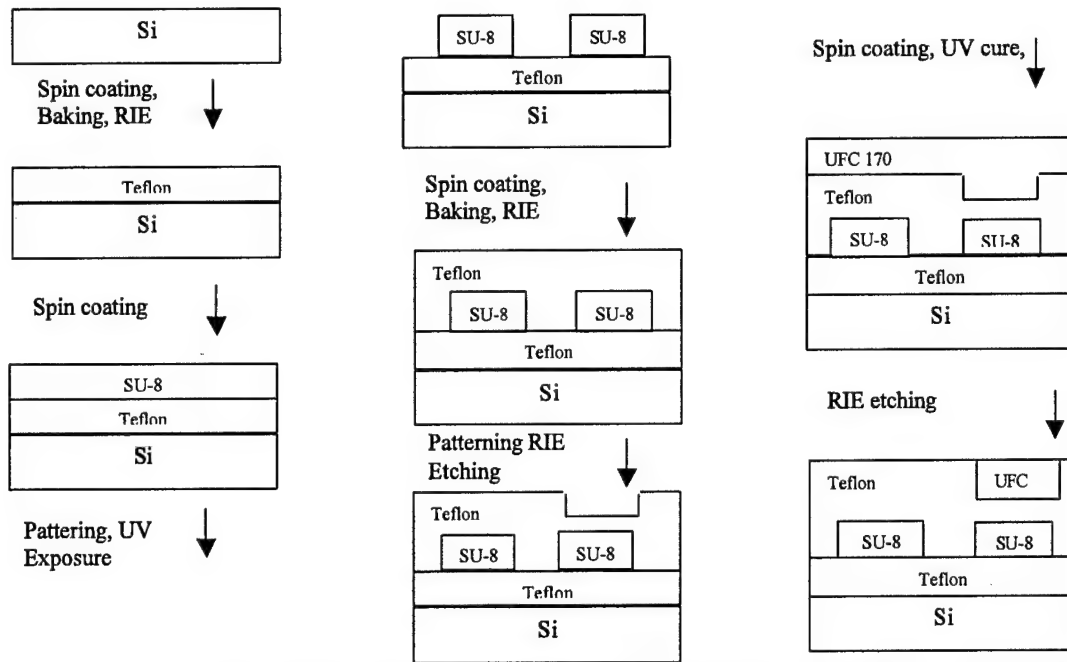 Si
Spin coating,
Baking, RIE
Teflon
Si
Spin coating
SU-8
Teflon
Si
Pattering, UV
Exposure
SU-8 SU-8
Teflon
Si
Spin coating,
Baking, RIE
Teflon
SU-8 SU-8
Teflon
Si
Patterning RIE
Etching
Teflon
SU-8 SU-8
Teflon
Si
Spin coating, UV cure,
UFC 170
Teflon
SU-8 SU-8
Teflon
Si
RIE etching
Teflon UFC
SU-8 SU-8
Teflon
Si